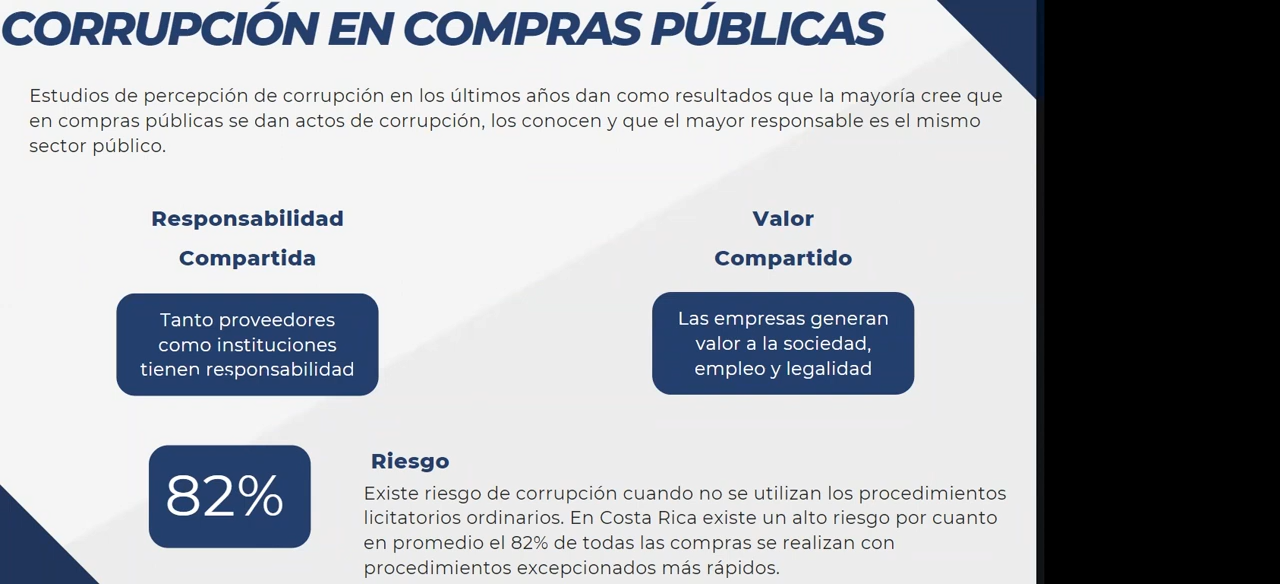 CORRUPCIÓN EN COMPRAS PÚBLICAS
Estudios de percepción de corrupción en los últimos años dan como resultados que la mayoría cree que
en compras públicas se dan actos de corrupción, los conocen y que el mayor responsable es el mismo
sector público.
Responsabilidad
Compartida
Tanto proveedores
como instituciones
tienen responsabilidad
Valor
Compartido
Las empresas generan
valor a la sociedad,
empleo y legalidad
82%
Riesgo
Existe riesgo de corrupción cuando no se utilizan los procedimientos
licitatorios ordinarios. En Costa Rica existe un alto riesgo por cuanto
en promedio el 82% de todas las compras se realizan con
procedimientos excepcionados más rápidos.